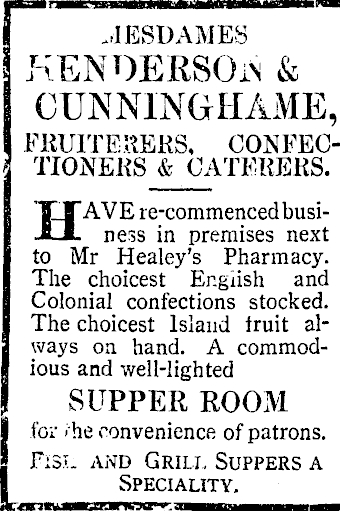 MESDAMES
HENDERSON &
CUNNINGHAME,
FRUITERERS, CONFEC-
TIONERS & CATERERS.
HAVE re-commenced busi-
ness in premises next
to Mr Healey's Pharmacy.
The choicest English and
Colonial confections stocked.
The choicest Island fruit al-
ways on hand. A commod-
ious and well-lighted
SUPPER ROOM
for the convenience of patrons.
FISH AND GRILL SUPPERS A
SPECIALITY.